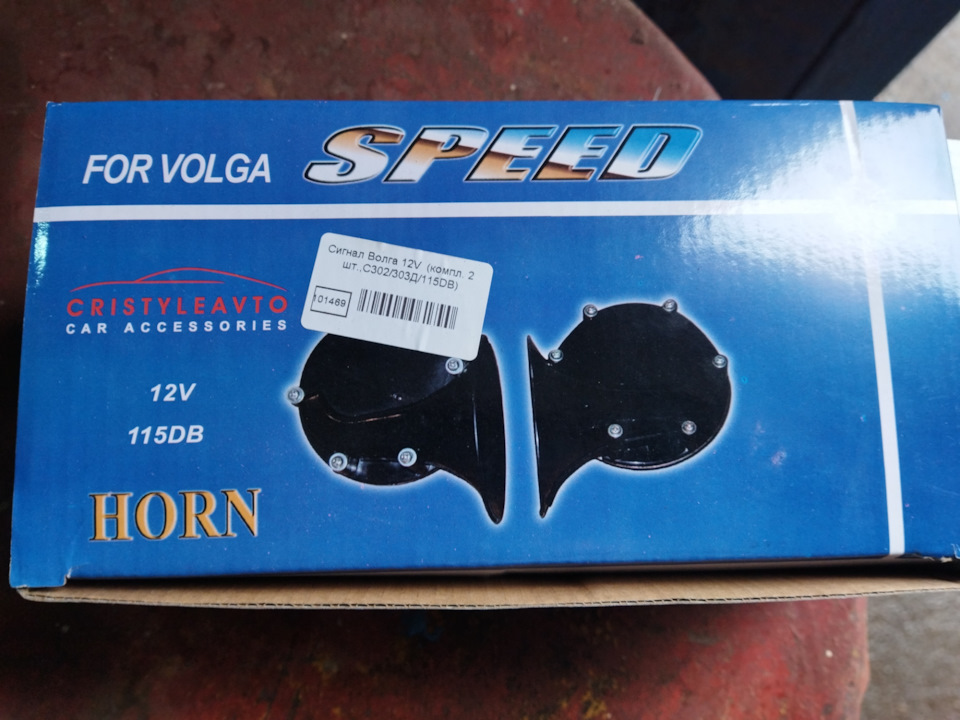 FOR VOLGA SPEED
Сигнал Волга 12V (компл. 2
шт.,С302/303Д/115DB)
101469
CRISTYLEAVTO
CAR ACCESSORIES
12V
115DB
HORN